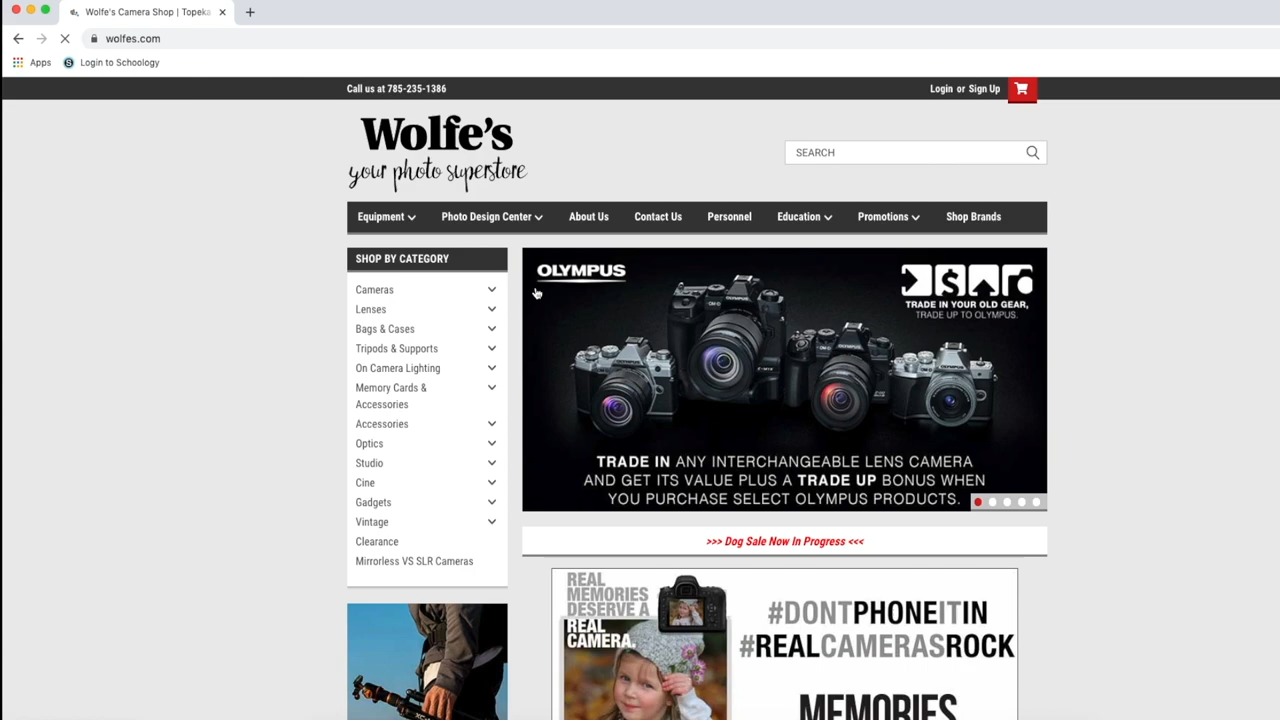 Wolfe's Camera Shop | Topeka
wolfes.com
Apps
Login to Schoology
Call us at 785-235-1386
Login or Sign Up
Wolfe's
your photo superstore
SEARCH
Equipment
Photo Design Center
About Us
Contact Us
Personnel
Education
Promotions
Shop Brands
SHOP BY CATEGORY
Cameras
Lenses
Bags & Cases
Tripods & Supports
On Camera Lighting
Memory Cards &
Accessories
Accessories
Optics
Studio
Cine
Gadgets
Vintage
Clearance
Mirrorless VS SLR Cameras
OLYMPUS
TRADE IN YOUR OLD GEAR,
TRADE UP TO OLYMPUS.
TRADE IN ANY INTERCHANGEABLE LENS CAMERA
AND GET ITS VALUE PLUS A TRADE UP BONUS WHEN
YOU PURCHASE SELECT OLYMPUS PRODUCTS.
>>> Dog Sale Now In Progress <<<
REAL
MEMORIES
DESERVE A
REAL
CAMERA.
#DONTPHONEITIN
#REALCAMERASROCK
MEMORIES